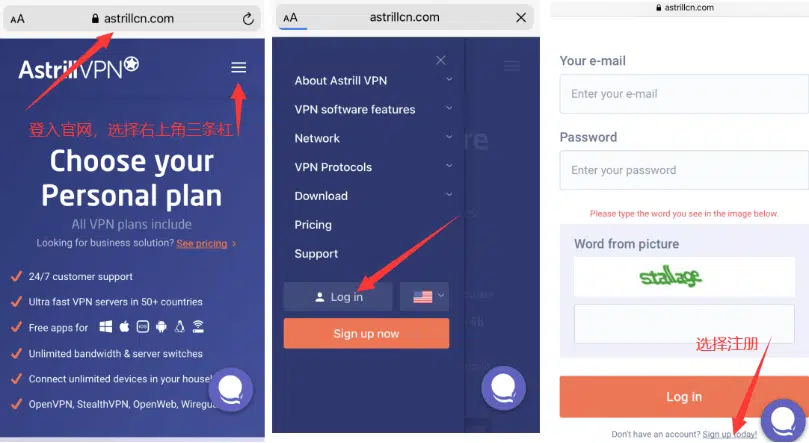 AA astrillcn.com
AstrillVPN
登入官网，选择右上角三条杠
Choose your
Personal plan
All VPN plans include
Looking for business solution? See pricing >
24/7 customer support
Ultra fast VPN servers in 50+ countries
Free apps for
Unlimited bandwidth & server switches
Connect unlimited devices in your house
OpenVPN, StealthVPN, OpenWeb, Wiregu
AA astrillcn.com
About Astrill VPN
VPN software features
Network
VPN Protocols
Download
Pricing
Support
Log in
Sign up now
astrillcn.com
Your e-mail
Enter your e-mail
Password
Enter your password
Please type the word you see in the image below.
Word from picture
stallage
选择注册
Log in
Don't have an account? Sign up today!